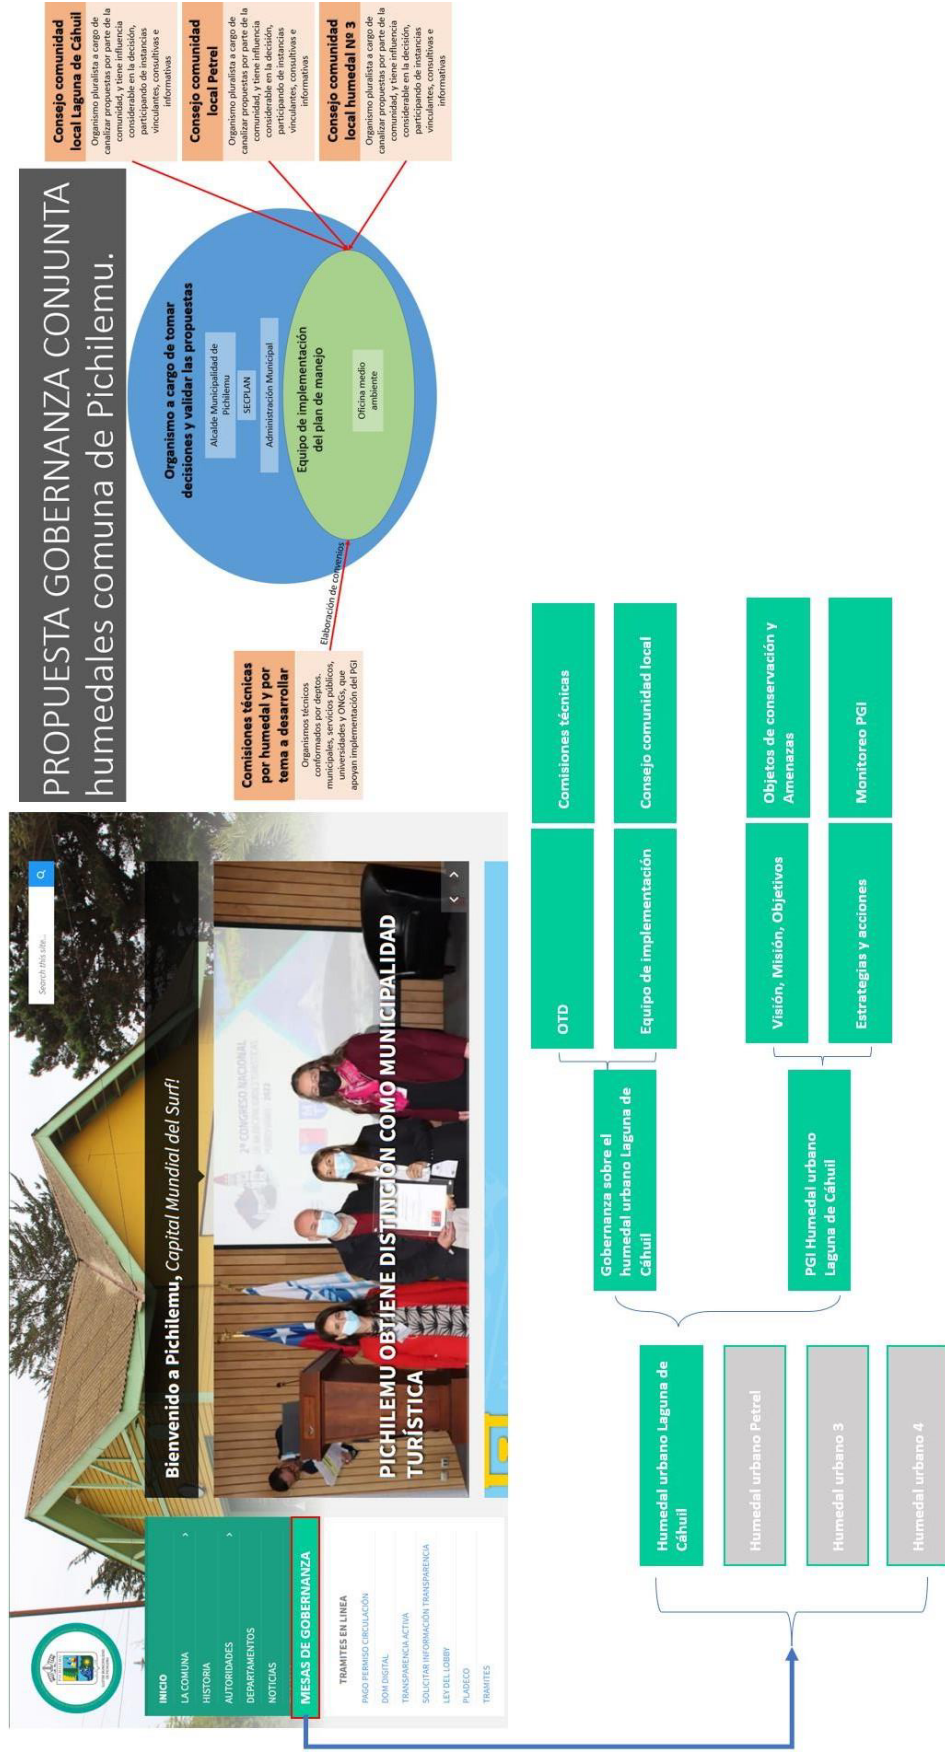 Search this site...
Bienvenido a Pichilemu, Capital Mundial del Surf!
INICIO
LA COMUNA
HISTORIA
AUTORIDADES
DEPARTAMENTOS
NOTICIAS
MESAS DE GOBERNANZA
TRAMITES EN LINEA
PAGO PERMISO CIRCULACIÓN
DOM DIGITAL
TRANSPARENCIA ACTIVA
SOLICITAR INFORMACIÓN TRANSPARENCIA
LEY DEL LOBBY
PLADECO
TRAMITES
2º CONGRESO NACIONAL
PICHILEMU OBTIENE DISTINCIÓN COMO MUNICIPALIDAD
TURÍSTICA
PROPUESTA GOBERNANZA CONJUNTA
humedales comuna de Pichilemu.
Comisiones técnicas
por humedal y por
tema a desarrollar
Organismos técnicos
conformados por deptos.
municipales, servicios públicos,
universidades y ONGs, que
apoyan implementación del PGI
Elaboración de convenios
Organismo a cargo de tomar
decisiones y validar las propuestas
Alcalde Municipalidad de
Pichilemu
SECPLAN
Administración Municipal
Equipo de implementación
del plan de manejo
Oficina medio
ambiente
Consejo comunidad
local Laguna de Cáhuil
Organismo pluralista a cargo de
canalizar propuestas por parte de la
comunidad, y tiene influencia
considerable en la decisión,
participando de instancias
vinculantes, consultivas e
informativas
Consejo comunidad
local Petrel
Organismo pluralista a cargo de
canalizar propuestas por parte de la
comunidad, y tiene influencia
considerable en la decisión,
participando de instancias
vinculantes, consultivas e
informativas
Consejo comunidad
local humedal Nº 3
Organismo pluralista a cargo de
canalizar propuestas por parte de la
comunidad, y tiene influencia
considerable en la decisión,
participando de instancias
vinculantes, consultivas e
informativas
Humedal urbano Laguna de
Cáhuil
Humedal urbano Petrel
Humedal urbano 3
Humedal urbano 4
Gobernanza sobre el
humedal urbano Laguna de
Cáhuil
OTD
Comisiones técnicas
Equipo de implementación
Consejo comunidad local
PGI Humedal urbano
Laguna de Cáhuil
Visión, Misión, Objetivos
Objetos de conservación y
Amenazas
Estrategias y acciones
Monitoreo PGI